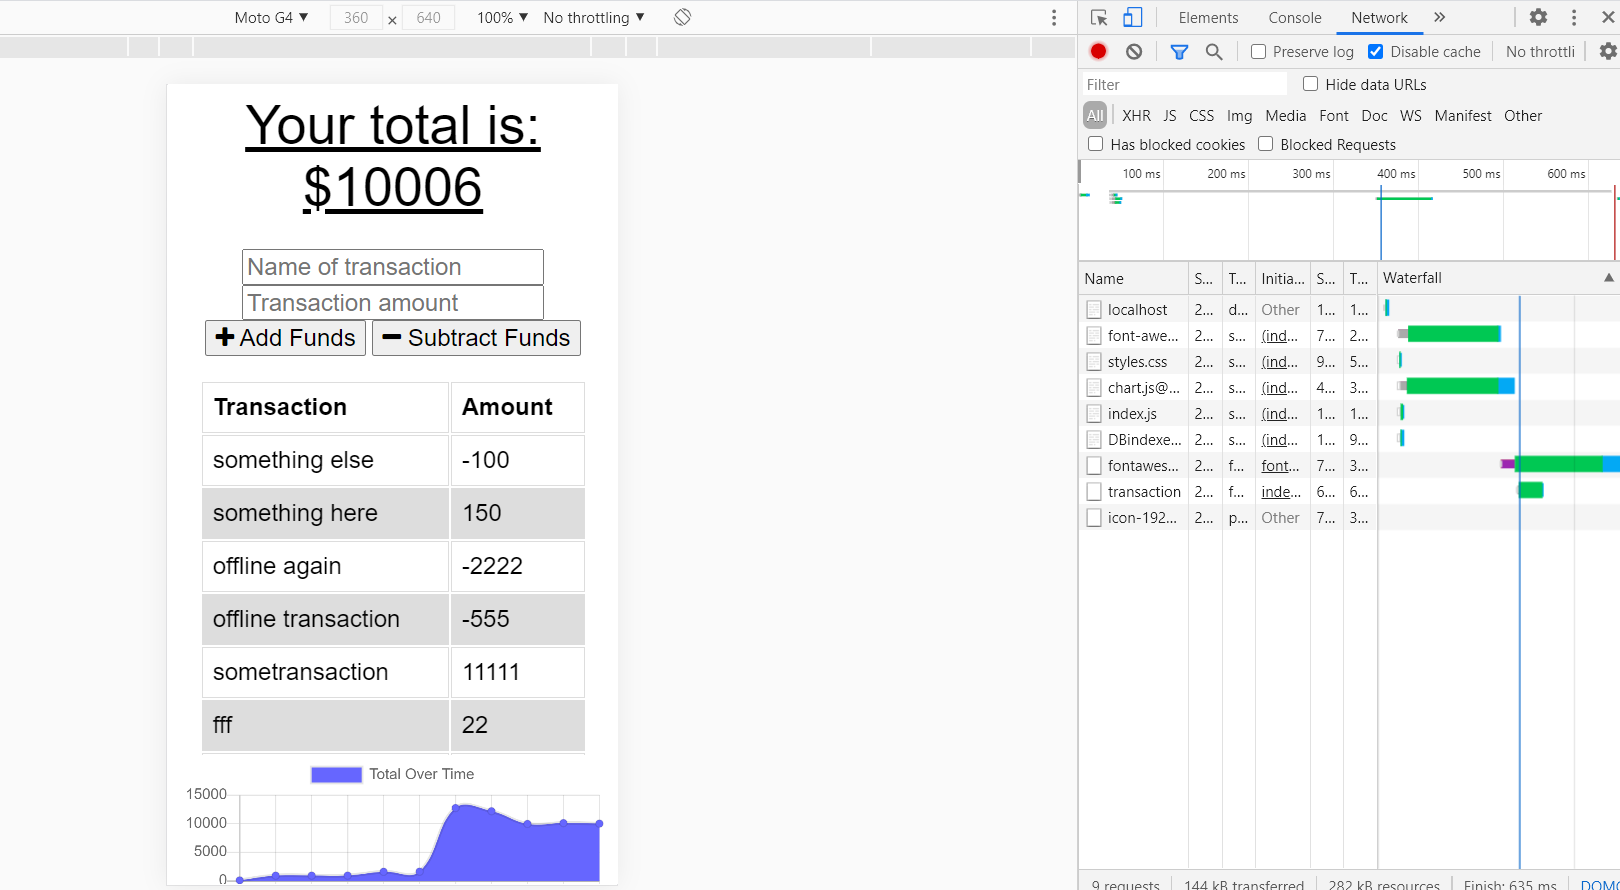 Moto G4 ▼ 360 × 640 100% ▼ No throttling ▼
Your total is:
$10006
Name of transaction
Transaction amount
Add Funds
Subtract Funds
Transaction Amount
something else -100
something here 150
offline again -2222
offline transaction -555
sometransaction 11111
fff 22
Total Over Time
15000
10000
5000
0
Elements Console Network »
Preserve log Disable cache No throttli
Filter Hide data URLs
All XHR JS CSS Img Media Font Doc WS Manifest Other
Has blocked cookies Blocked Requests
100 ms 200 ms 300 ms 400 ms 500 ms 600 ms
Name S... T... Initia... S... T... Waterfall
localhost 2... d... Other 1... 1...
font-awe... 2... s... (ind... 7... 2...
styles.css 2... s... (ind... 9... 5...
chart.js@... 2... s... (ind... 4... 3...
index.js 2... s... (ind... 1... 1...
DBindexe... 2... s... (ind... 1... 9...
fontawes... 2... f... font... 7... 3...
transaction 2... f... inde... 6... 6...
icon-192... 2... p... Other 7... 3...
9 requests 144 kB transferred 282 kB resources Finish: 635 ms DOMC